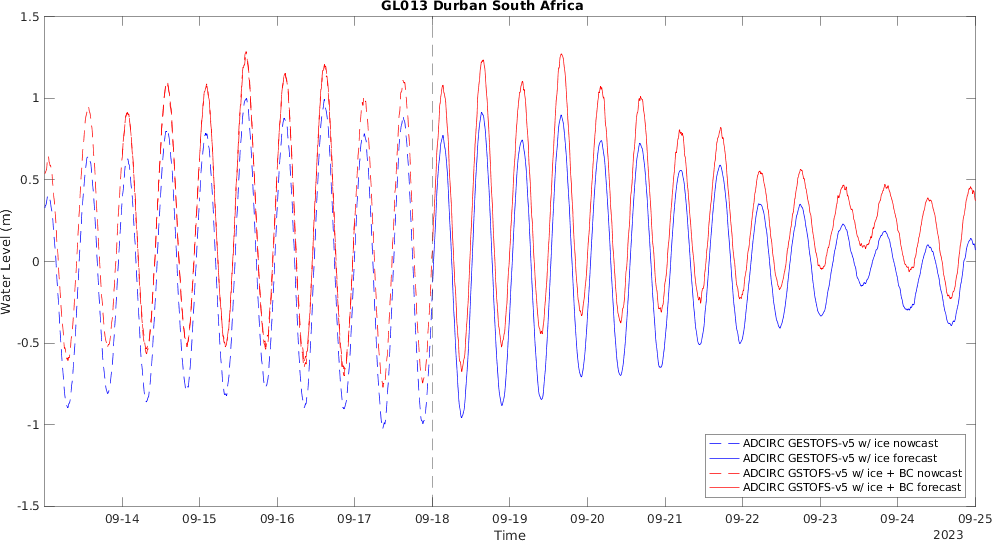 GL013 Durban South Africa
Water Level (m)
1.5
1
0.5
0
-0.5
-1
-1.5
ADCIRC GESTOFS-v5 w/ ice nowcast
ADCIRC GESTOFS-v5 w/ ice forecast
ADCIRC GSTOFS-v5 w/ ice + BC nowcast
ADCIRC GSTOFS-v5 w/ ice + BC forecast
09-14 09-15 09-16 09-17 09-18 09-19 09-20 09-21 09-22 09-23 09-24 09-25
Time
2023